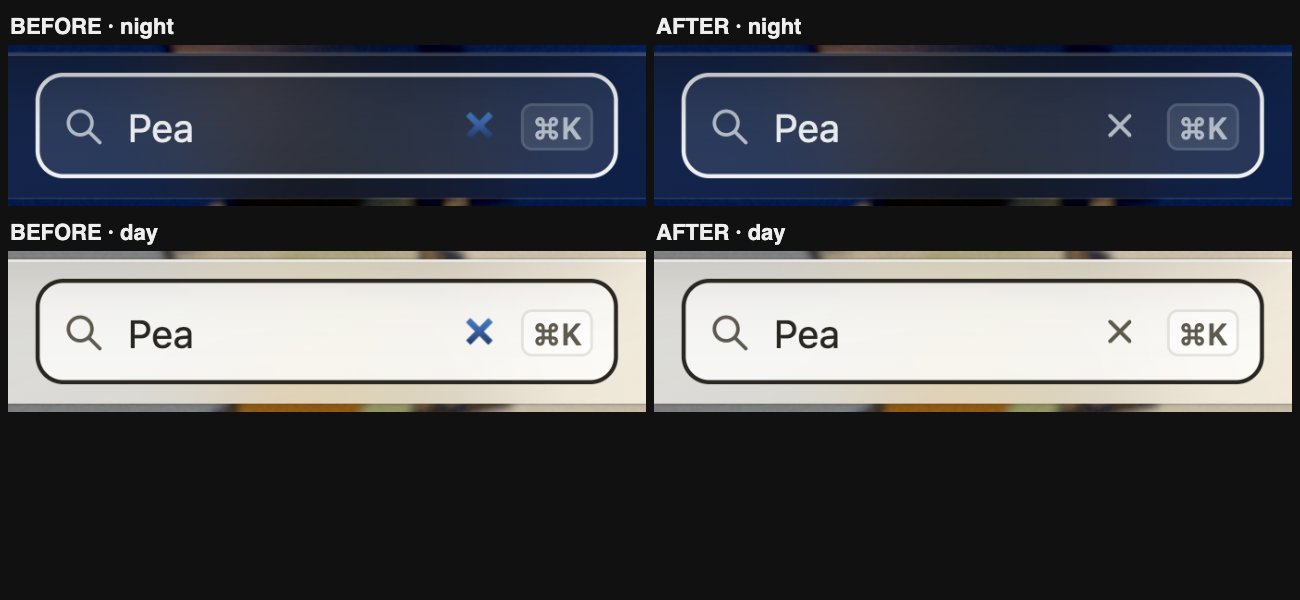 BEFORE · night
AFTER · night
Pea ⌘K
Pea ⌘K
BEFORE · day
AFTER · day
Pea ⌘K
Pea ⌘K